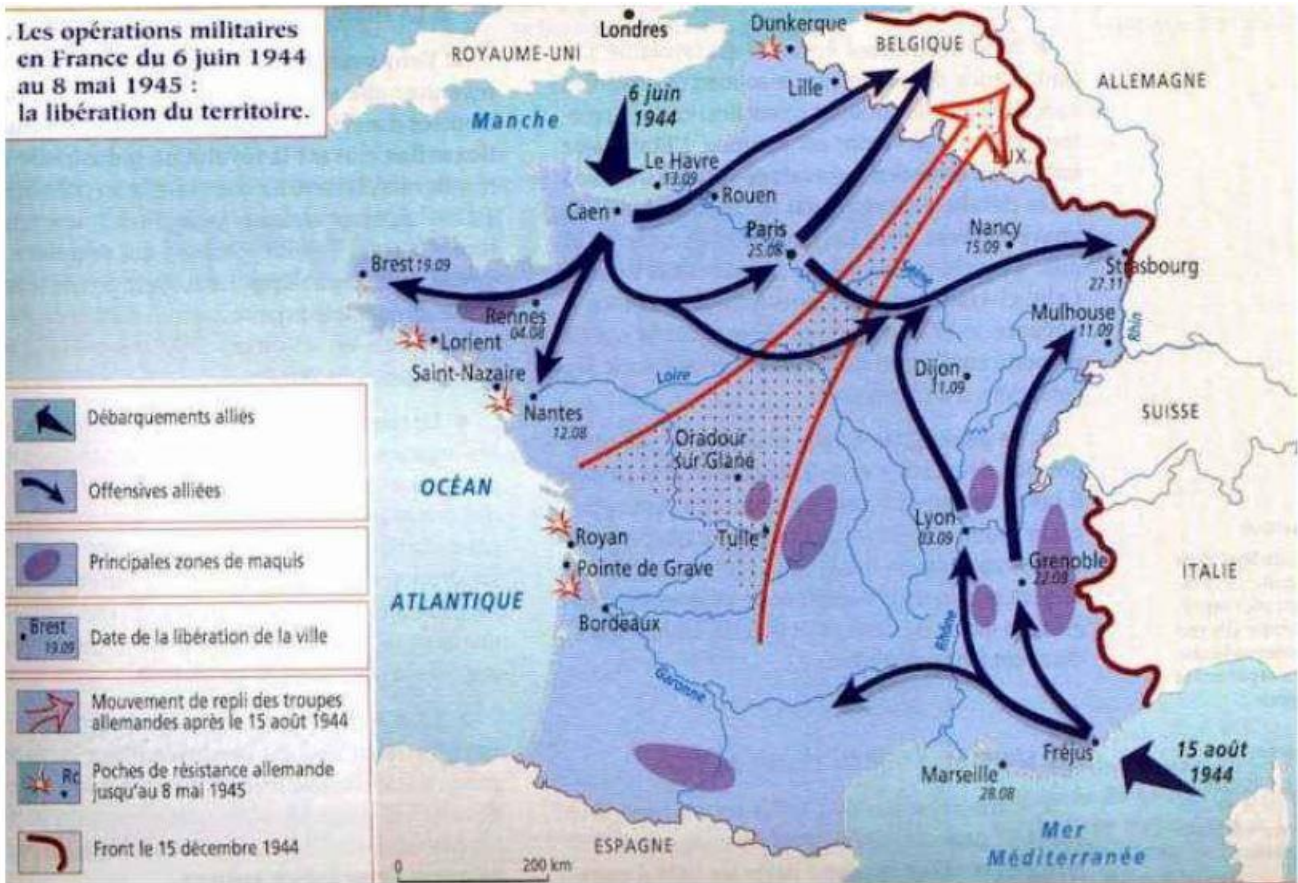 . Les opérations militaires
en France du 6 juin 1944
au 8 mai 1945 :
la libération du territoire.
Londres
ROYAUME-UNI
Dunkerque
BELGIQUE
ALLEMAGNE
Lille
6 juin
1944
Manche
Le Havre
13.09
Rouen
LUX
Caen
Paris
25.08
Nancy
15.09
Seine
Strasbourg
27.11
Brest 19.09
Rennes
04.08
Mulhouse
11.09
Rhin
Lorient
Saint-Nazaire
Loire
Dijon
11.09
Nantes
12.08
SUISSE
Oradour
sur Glane
OCÉAN
ATLANTIQUE
Royan
Tulle
Lyon
03.09
Pointe de Grave
Grenoble
22.08
ITALIE
Bordeaux
Rhône
Garonne
Fréjus
15 août
1944
Marseille
28.08
Mer
Méditerranée
ESPAGNE
0 200 km
Débarquements alliés
Offensives alliées
Principales zones de maquis
Brest
19.09
Date de la libération de la ville
Mouvement de repli des troupes
allemandes après le 15 août 1944
Rc
Poches de résistance allemande
jusqu'au 8 mai 1945
Front le 15 décembre 1944